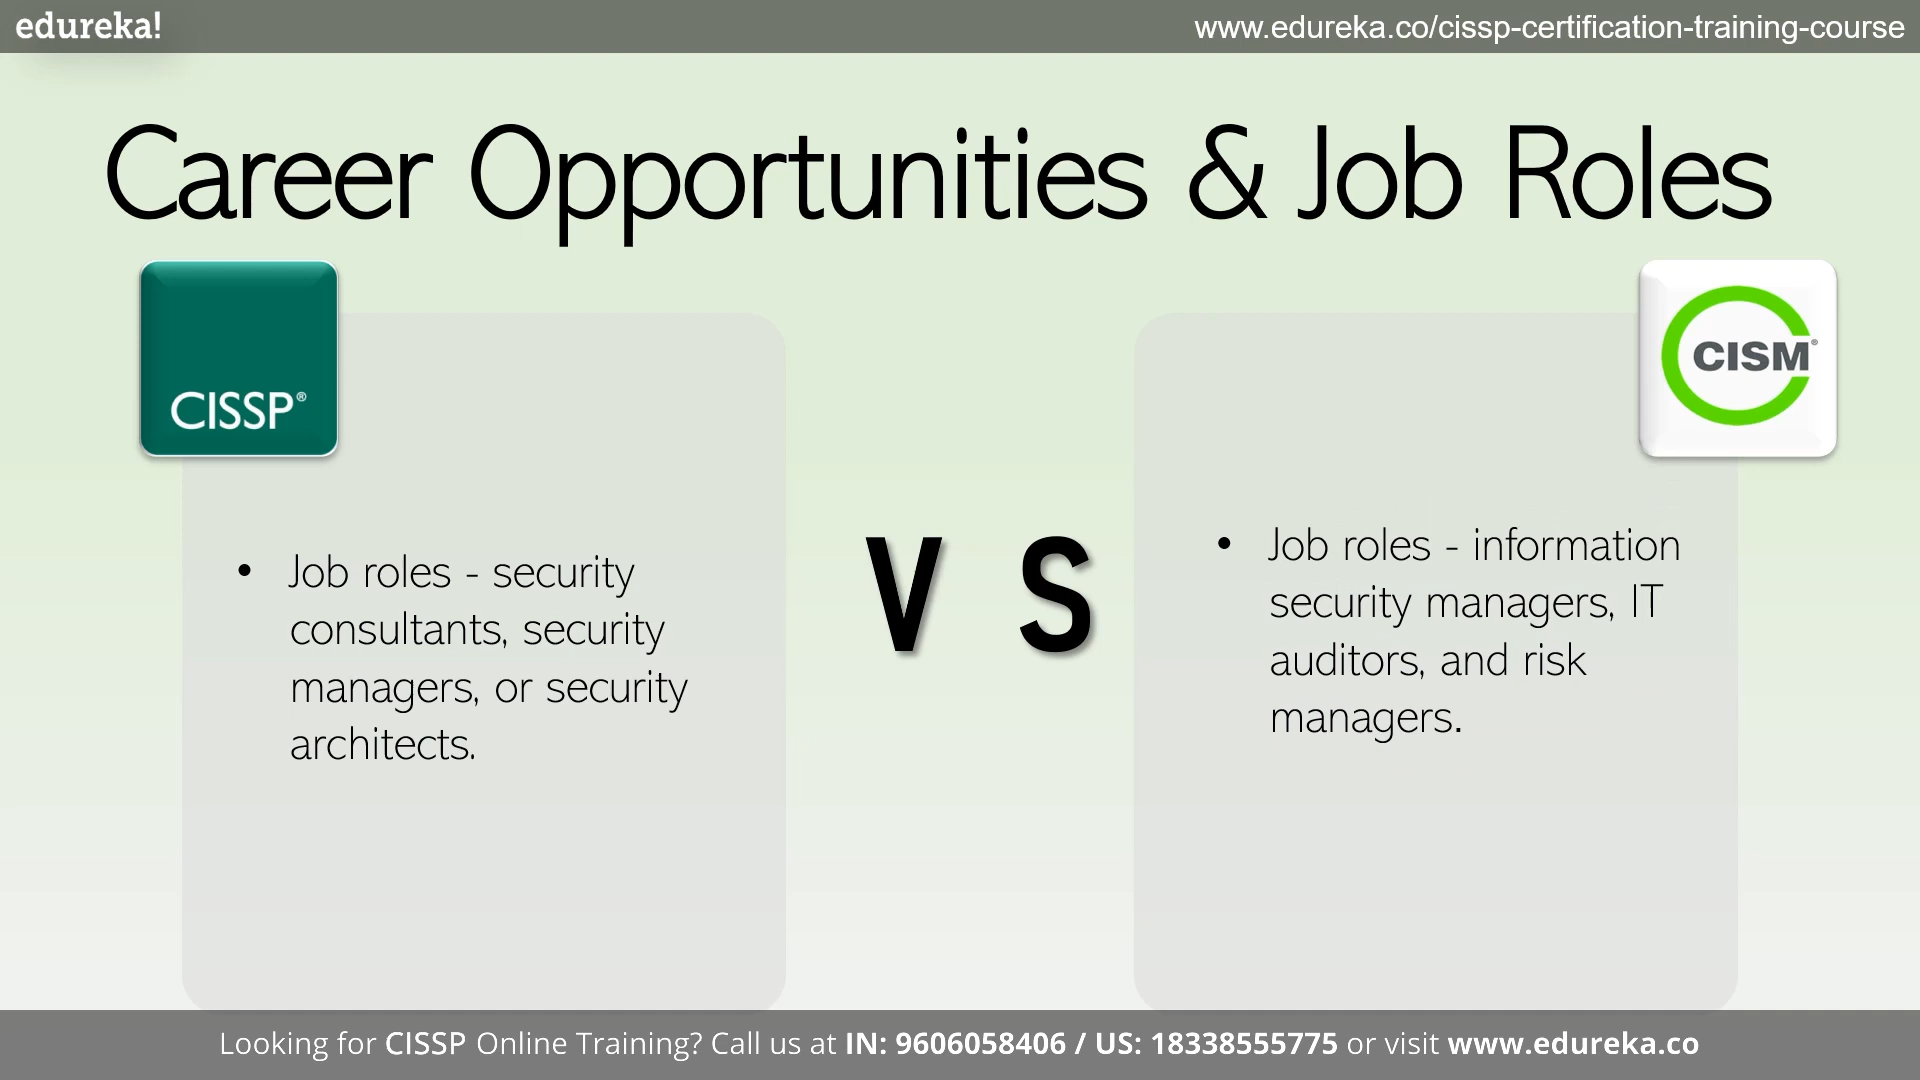 edureka!
www.edureka.co/cissp-certification-training-course
Career Opportunities & Job Roles
CISSP®
CISM®
• Job roles - security
consultants, security
managers, or security
architects.
V S
• Job roles - information
security managers, IT
auditors, and risk
managers.
Looking for CISSP Online Training? Call us at IN: 9606058406 / US: 18338555775 or visit www.edureka.co